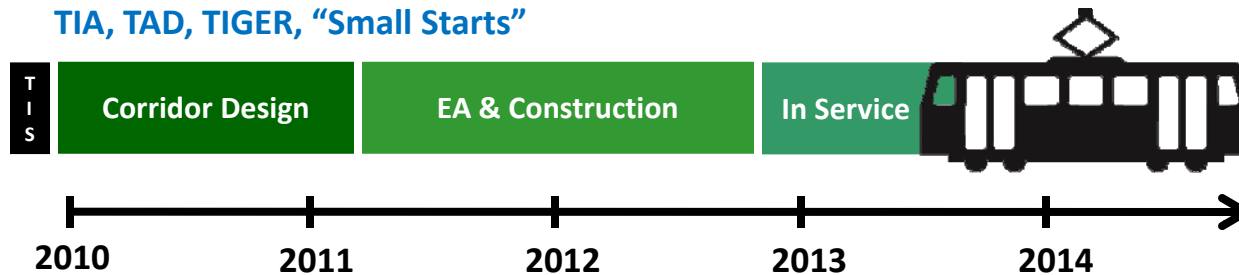 TIA, TAD, TIGER, “Small Starts”
T
I
S
Corridor Design
EA & Construction
In Service
2010
2011
2012
2013
2014